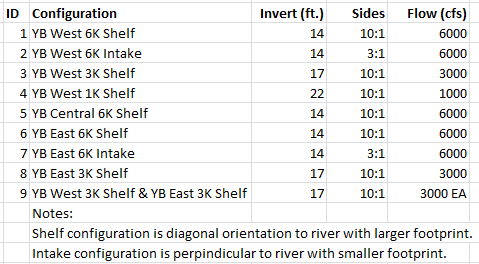 ID Configuration Invert (ft.) Sides Flow (cfs)
1 YB West 6K Shelf 14 10:1 6000
2 YB West 6K Intake 14 3:1 6000
3 YB West 3K Shelf 17 10:1 3000
4 YB West 1K Shelf 22 10:1 1000
5 YB Central 6K Shelf 14 10:1 6000
6 YB East 6K Shelf 14 10:1 6000
7 YB East 6K Intake 14 3:1 6000
8 YB East 3K Shelf 17 10:1 3000
9 YB West 3K Shelf & YB East 3K Shelf 17 10:1 3000 EA
Notes:
Shelf configuration is diagonal orientation to river with larger footprint.
Intake configuration is perpindicular to river with smaller footprint.